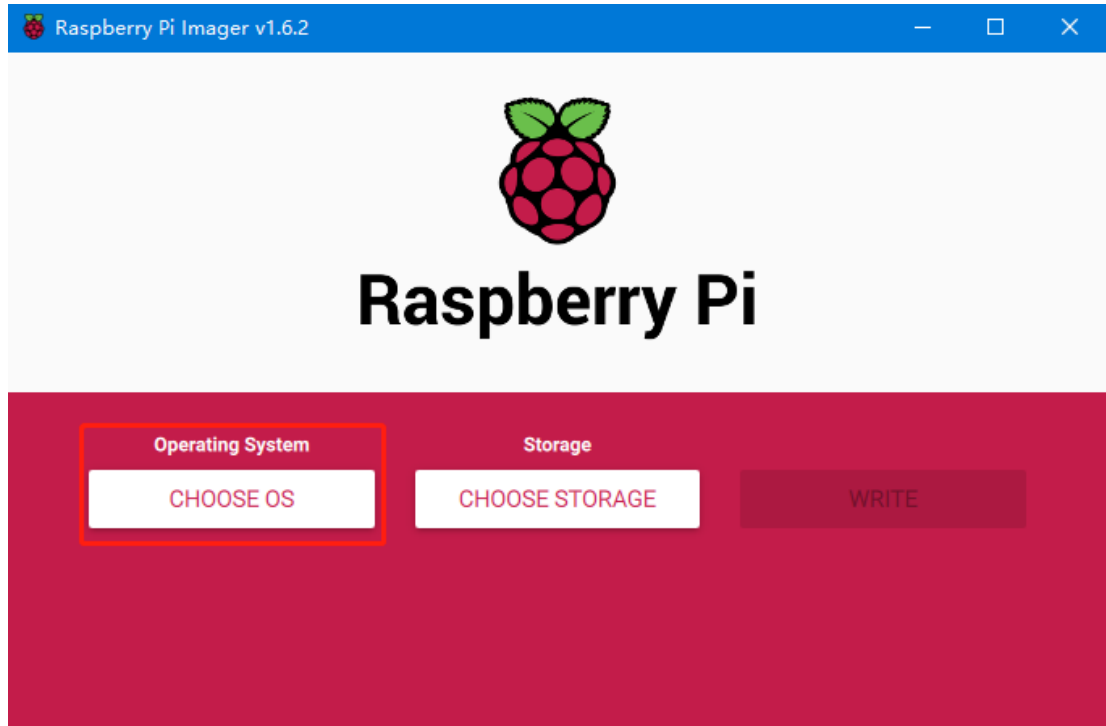 Raspberry Pi Imager v1.6.2
Raspberry Pi
Operating System
Storage
CHOOSE OS
CHOOSE STORAGE
WRITE